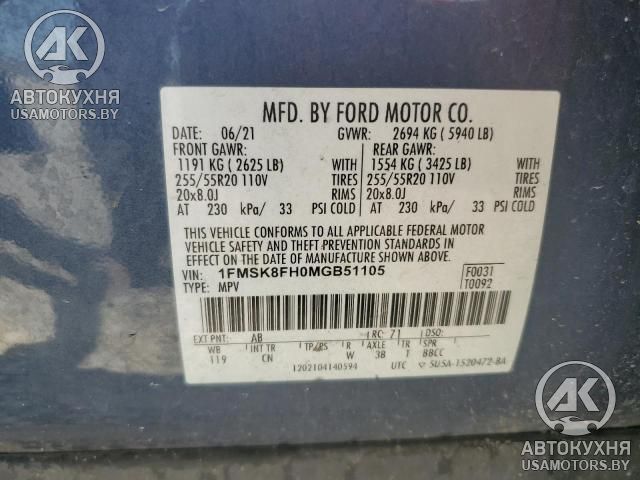 АК
АВТОКУХНЯ
USAMOTORS.BY
MFD. BY FORD MOTOR CO.
DATE: 06/21 GVWR: 2694 KG ( 5940 LB)
FRONT GAWR: REAR GAWR:
1191 KG ( 2625 LB) WITH 1554 KG ( 3425 LB) WITH
255/55R20 110V TIRES 255/55R20 110V TIRES
20x8.0J RIMS 20x8.0J RIMS
AT 230 kPa/ 33 PSI COLD AT 230 kPa/ 33 PSI COLD
THIS VEHICLE CONFORMS TO ALL APPLICABLE FEDERAL MOTOR
VEHICLE SAFETY AND THEFT PREVENTION STANDARDS IN
EFFECT ON THE DATE OF MANUFACTURE SHOWN ABOVE.
VIN: 1FMSK8FH0MGB51105 F0031
TYPE: MPV T0092
EXT PNT: AB RC: 71 DSO:
WB INT TR TP/PS R AXLE TR SPR
119 CN W 3B T BBCC
1202104140594 UTC SU5A-1520472-BA
АК
АВТОКУХНЯ
USAMOTORS.BY